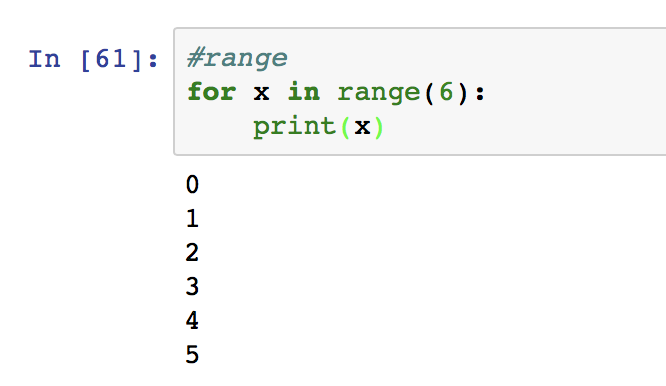 In [61]: #range
for x in range(6):
    print(x)
0
1
2
3
4
5